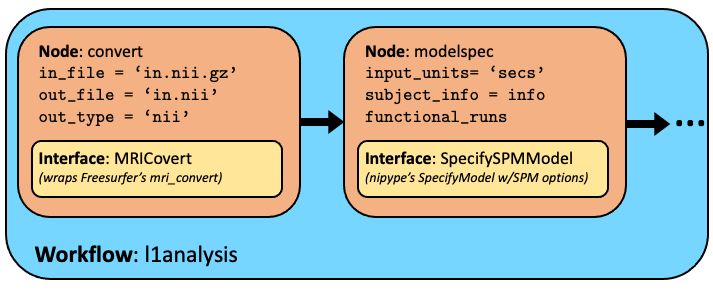 Node: convert
in_file = ‘in.nii.gz’
out_file = ‘in.nii’
out_type = ‘nii’
Interface: MRICovert
(wraps Freesurfer’s mri_convert)
Node: modelspec
input_units= ‘secs’
subject_info = info
functional_runs
Interface: SpecifySPMModel
(nipype’s SpecifyModel w/SPM options)
...
Workflow: l1analysis